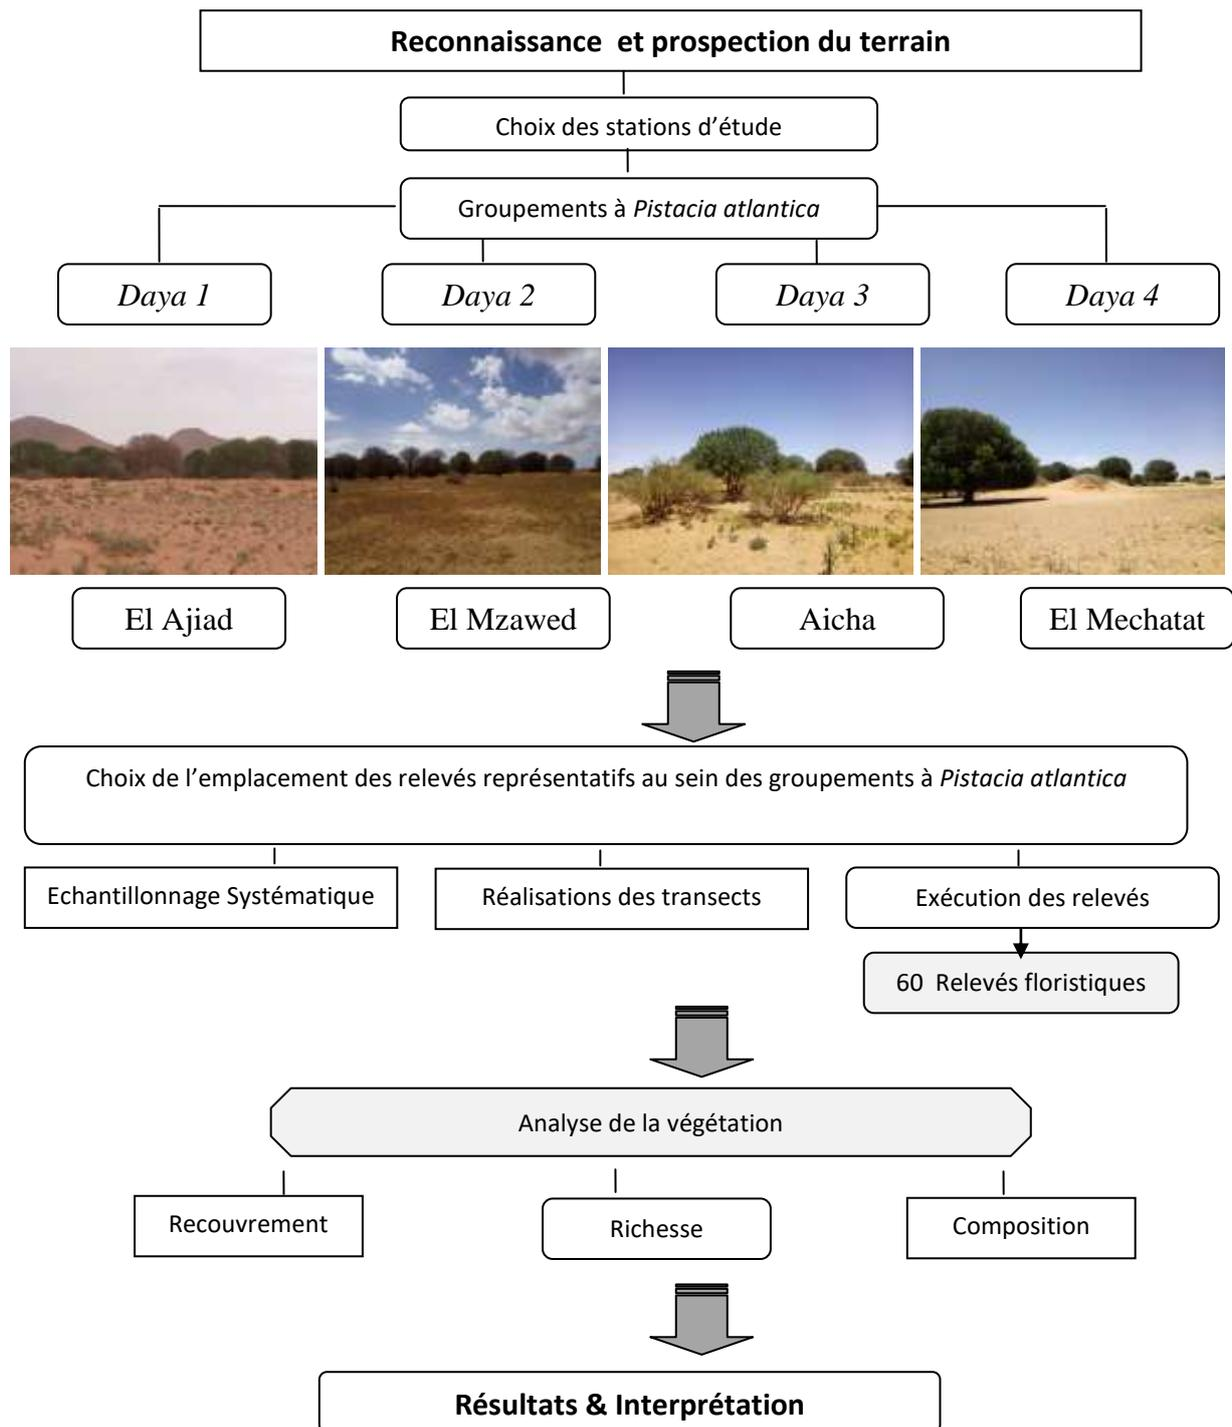 Reconnaissance et prospection du terrain
Choix des stations d’étude
Groupements à Pistacia atlantica
Daya 1
Daya 2
Daya 3
Daya 4
El Ajiad
El Mzawed
Aicha
El Mechatat
Choix de l’emplacement des relevés représentatifs au sein des groupements à Pistacia atlantica
Echantillonnage Systématique
Réalisations des transects
Exécution des relevés
60 Relevés floristiques
Analyse de la végétation
Recouvrement
Richesse
Composition
Résultats & Interprétation